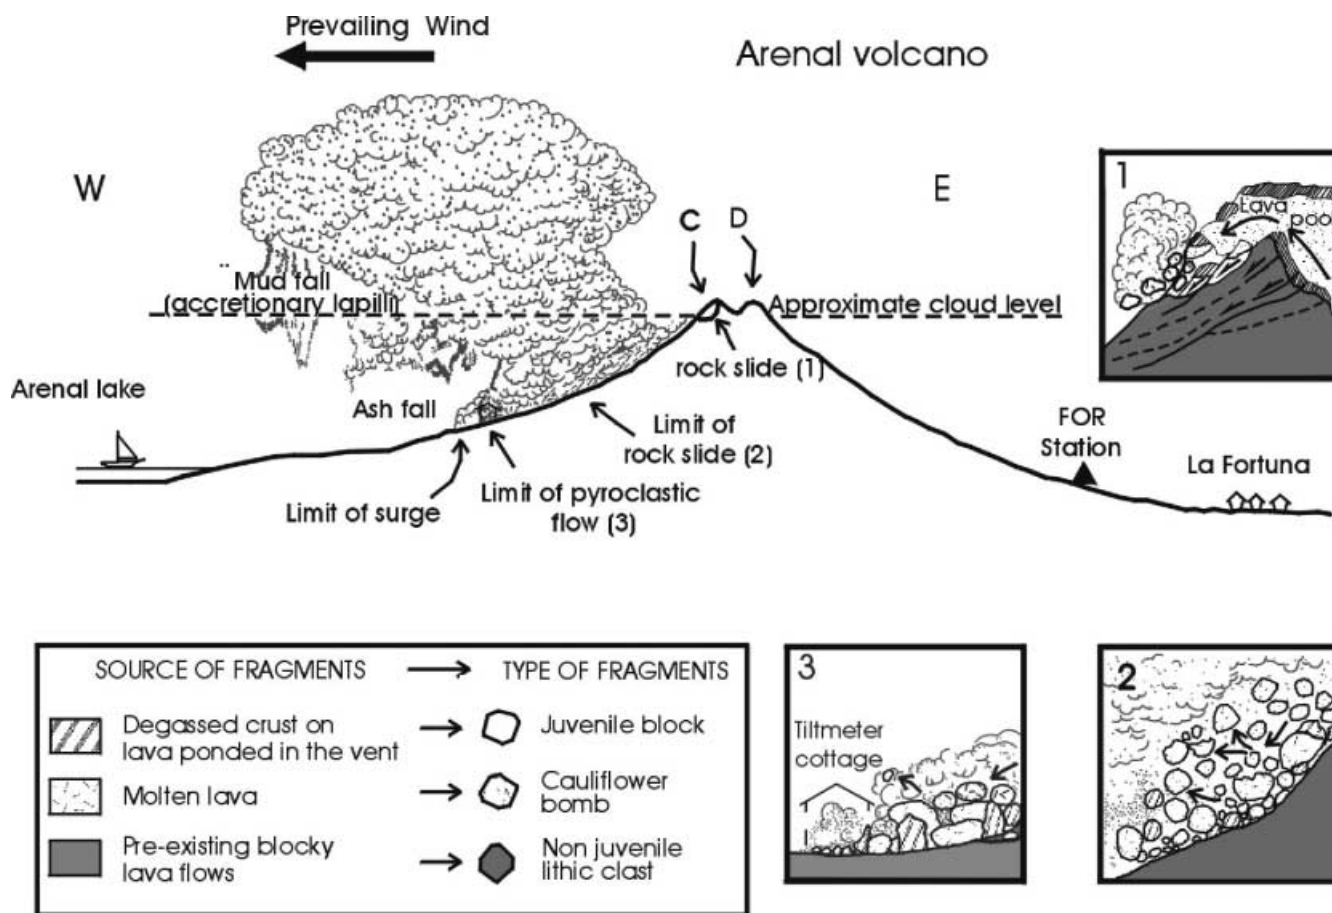 Prevailing Wind
Arenal volcano
W
E
C
D
1
Lava
poo
Mud fall
(accretionary lapilli)
Approximate cloud level
rock slide (1)
Arenal lake
Ash fall
Limit of
rock slide (2)
FOR
Station
La Fortuna
Limit of surge
Limit of pyroclastic
flow (3)
SOURCE OF FRAGMENTS
TYPE OF FRAGMENTS
Degassed crust on
lava ponded in the vent
Juvenile block
Molten lava
Cauliflower
bomb
Pre-existing blocky
lava flows
Non juvenile
lithic clast
3
Tiltmeter
cottage
2